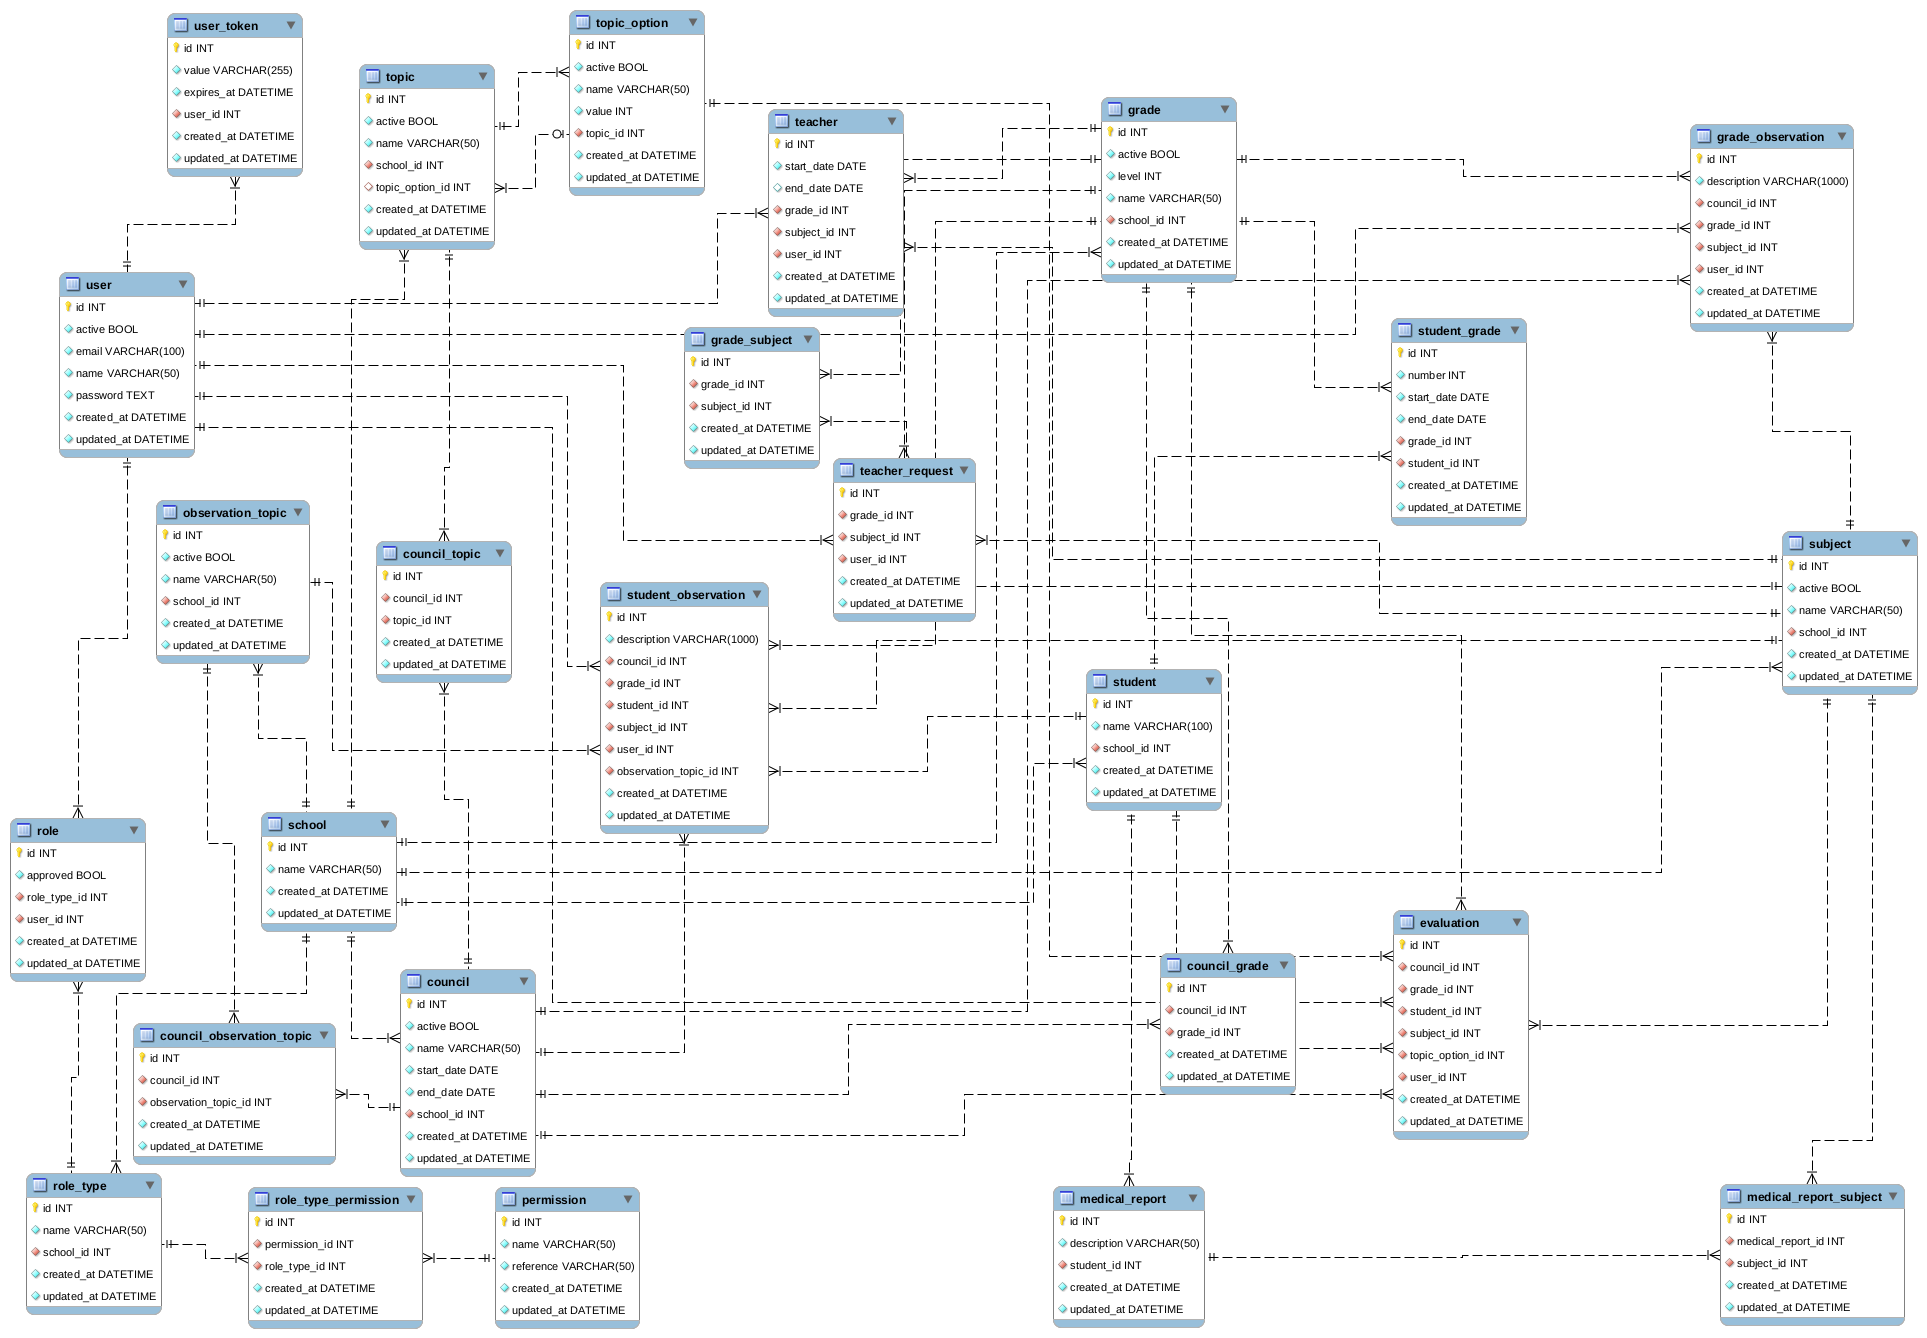 user_token
id INT
value VARCHAR(255)
expires_at DATETIME
user_id INT
created_at DATETIME
updated_at DATETIME
topic
id INT
active BOOL
name VARCHAR(50)
school_id INT
topic_option_id INT
created_at DATETIME
updated_at DATETIME
topic_option
id INT
active BOOL
name VARCHAR(50)
value INT
topic_id INT
created_at DATETIME
updated_at DATETIME
teacher
id INT
start_date DATE
end_date DATE
grade_id INT
subject_id INT
user_id INT
created_at DATETIME
updated_at DATETIME
grade
id INT
active BOOL
level INT
name VARCHAR(50)
school_id INT
created_at DATETIME
updated_at DATETIME
grade_observation
id INT
description VARCHAR(1000)
council_id INT
grade_id INT
subject_id INT
user_id INT
created_at DATETIME
updated_at DATETIME
user
id INT
active BOOL
email VARCHAR(100)
name VARCHAR(50)
password TEXT
created_at DATETIME
updated_at DATETIME
grade_subject
id INT
grade_id INT
subject_id INT
created_at DATETIME
updated_at DATETIME
student_grade
id INT
number INT
start_date DATE
end_date DATE
grade_id INT
student_id INT
created_at DATETIME
updated_at DATETIME
teacher_request
id INT
grade_id INT
subject_id INT
user_id INT
created_at DATETIME
updated_at DATETIME
observation_topic
id INT
active BOOL
name VARCHAR(50)
school_id INT
created_at DATETIME
updated_at DATETIME
council_topic
id INT
council_id INT
topic_id INT
created_at DATETIME
updated_at DATETIME
student_observation
id INT
description VARCHAR(1000)
council_id INT
grade_id INT
student_id INT
subject_id INT
user_id INT
observation_topic_id INT
created_at DATETIME
updated_at DATETIME
subject
id INT
active BOOL
name VARCHAR(50)
school_id INT
created_at DATETIME
updated_at DATETIME
student
id INT
name VARCHAR(100)
school_id INT
created_at DATETIME
updated_at DATETIME
role
id INT
approved BOOL
role_type_id INT
user_id INT
created_at DATETIME
updated_at DATETIME
school
id INT
name VARCHAR(50)
created_at DATETIME
updated_at DATETIME
council
id INT
active BOOL
name VARCHAR(50)
start_date DATE
end_date DATE
school_id INT
created_at DATETIME
updated_at DATETIME
council_grade
id INT
council_id INT
grade_id INT
created_at DATETIME
updated_at DATETIME
evaluation
id INT
council_id INT
grade_id INT
student_id INT
subject_id INT
topic_option_id INT
user_id INT
created_at DATETIME
updated_at DATETIME
council_observation_topic
id INT
council_id INT
observation_topic_id INT
created_at DATETIME
updated_at DATETIME
role_type
id INT
name VARCHAR(50)
school_id INT
created_at DATETIME
updated_at DATETIME
role_type_permission
id INT
permission_id INT
role_type_id INT
created_at DATETIME
updated_at DATETIME
permission
id INT
name VARCHAR(50)
reference VARCHAR(50)
created_at DATETIME
updated_at DATETIME
medical_report
id INT
description VARCHAR(50)
student_id INT
created_at DATETIME
updated_at DATETIME
medical_report_subject
id INT
medical_report_id INT
subject_id INT
created_at DATETIME
updated_at DATETIME